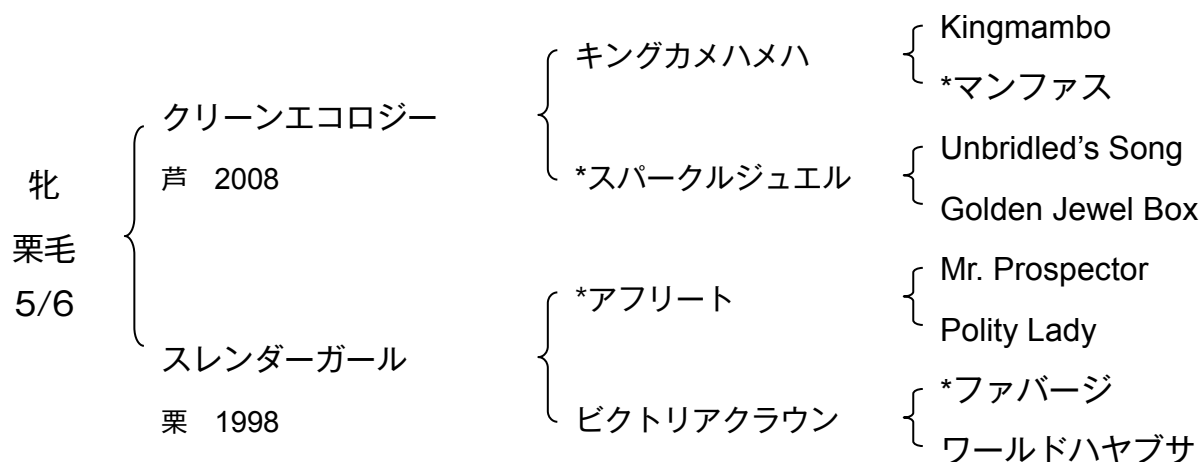 牝
栗毛
5/6
クリーンエコロジー
芦 2008
スレンダーガール
栗 1998
キングカメハメハ
*スパークルジュエル
*アフリート
ビクトリアクラウン
Kingmambo
*マンファス
Unbridled's Song
Golden Jewel Box
Mr. Prospector
Polity Lady
*ファバージ
ワールドハヤブサ